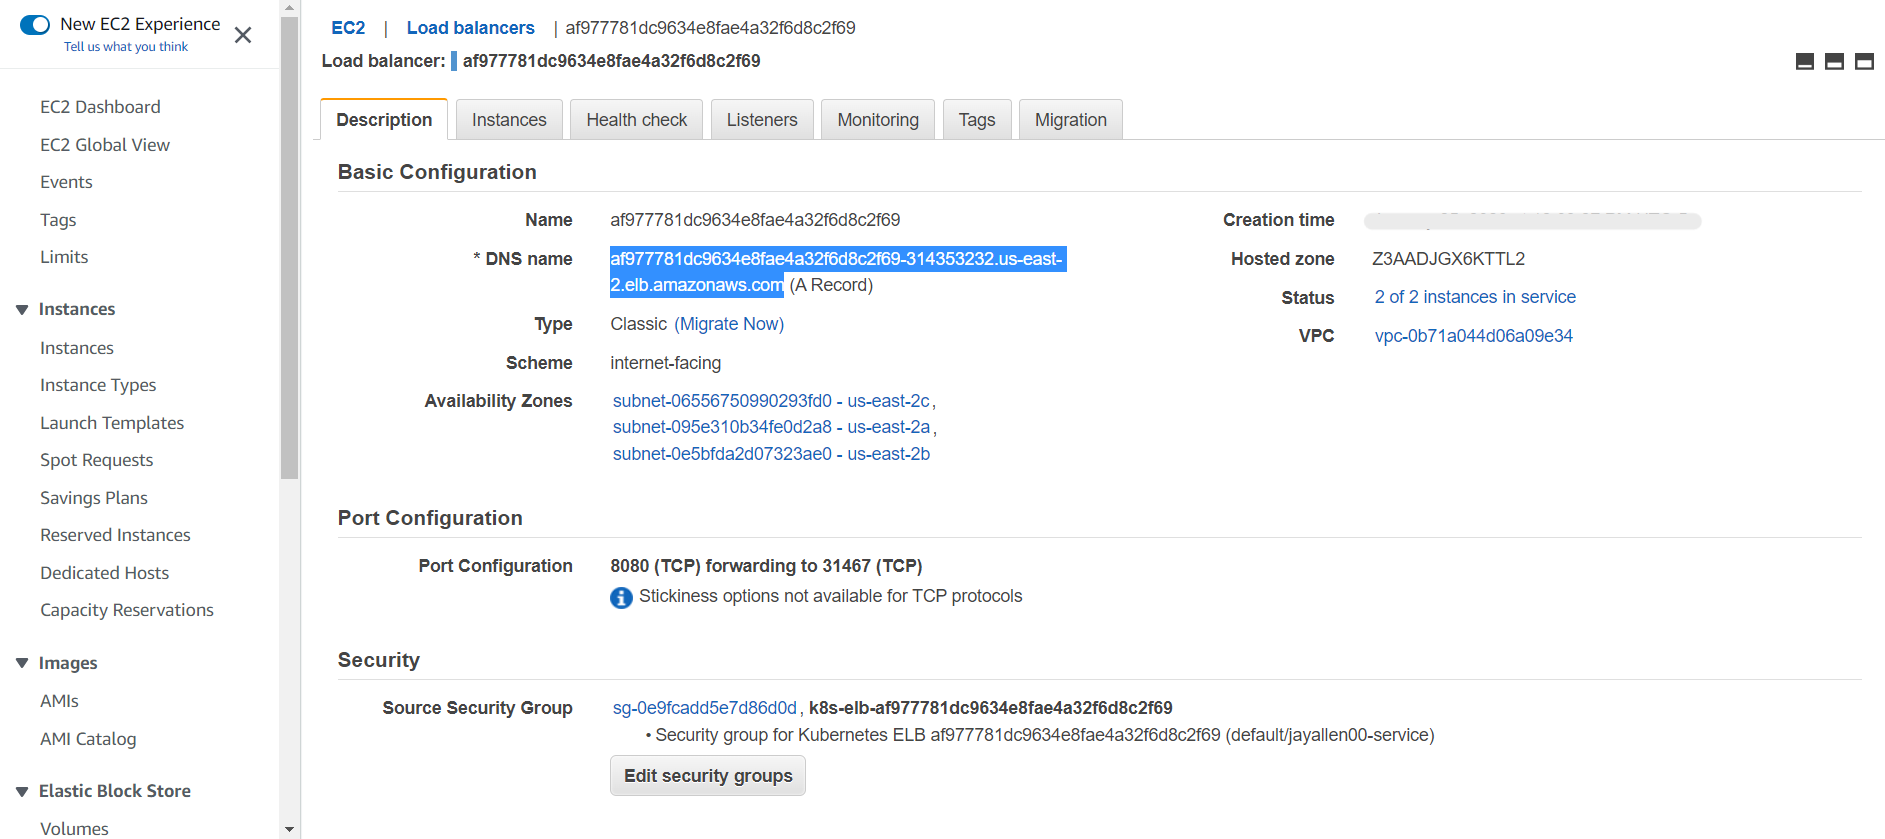 New EC2 Experience
Tell us what you think
EC2 Dashboard
EC2 Global View
Events
Tags
Limits
Instances
Instances
Instance Types
Launch Templates
Spot Requests
Savings Plans
Reserved Instances
Dedicated Hosts
Capacity Reservations
Images
AMIs
AMI Catalog
Elastic Block Store
Volumes
EC2 | Load balancers | af977781dc9634e8fae4a32f6d8c2f69
Load balancer: af977781dc9634e8fae4a32f6d8c2f69
Description Instances Health check Listeners Monitoring Tags Migration
Basic Configuration
Name af977781dc9634e8fae4a32f6d8c2f69
* DNS name af977781dc9634e8fae4a32f6d8c2f69-314353232.us-east-
2.elb.amazonaws.com (A Record)
Type Classic (Migrate Now)
Scheme internet-facing
Availability Zones subnet-06556750990293fd0 - us-east-2c,
subnet-095e310b34fe0d2a8 - us-east-2a,
subnet-0e5bfda2d07323ae0 - us-east-2b
Creation time
Hosted zone Z3AADJGX6KTTL2
Status 2 of 2 instances in service
VPC vpc-0b71a044d06a09e34
Port Configuration
Port Configuration 8080 (TCP) forwarding to 31467 (TCP)
Stickiness options not available for TCP protocols
Security
Source Security Group sg-0e9fcadd5e7d86d0d, k8s-elb-af977781dc9634e8fae4a32f6d8c2f69
• Security group for Kubernetes ELB af977781dc9634e8fae4a32f6d8c2f69 (default/jayallen00-service)
Edit security groups